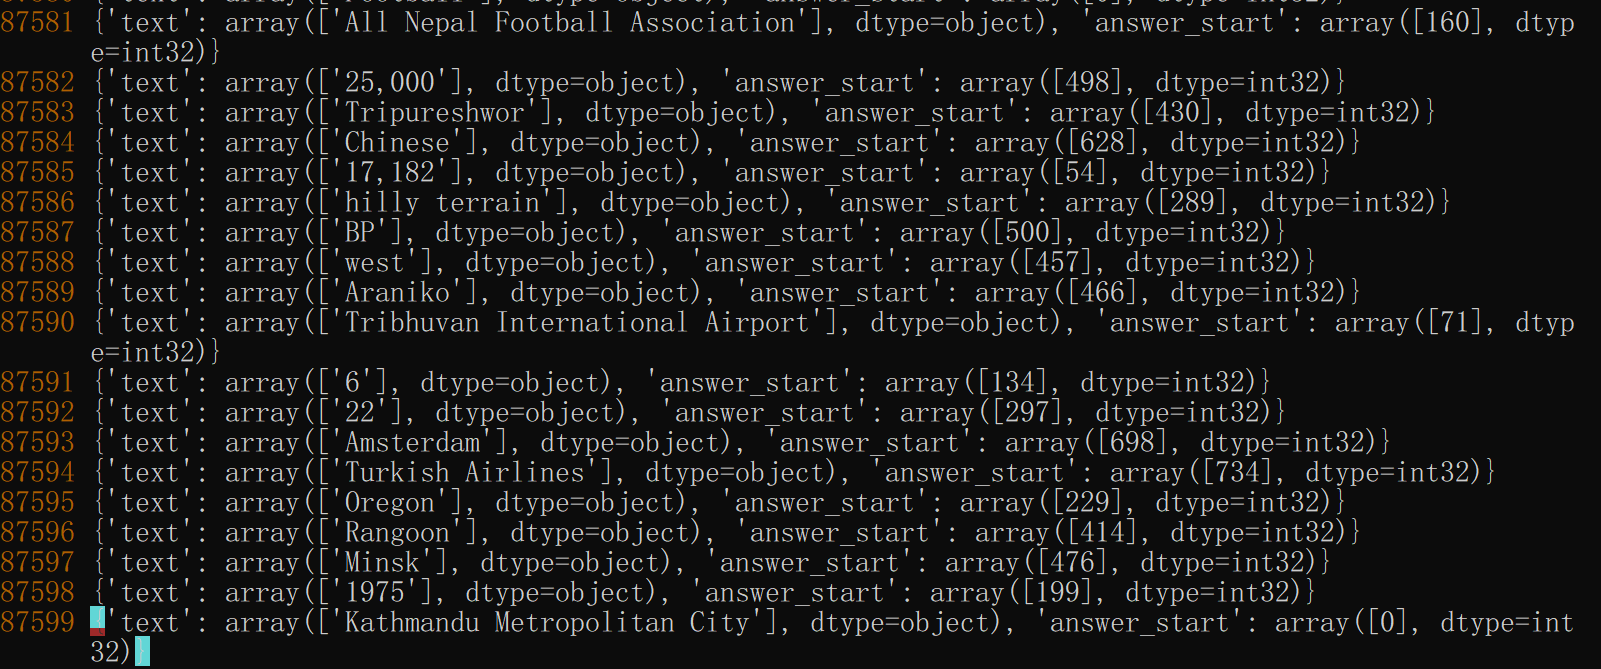 87581 {'text': array(['All Nepal Football Association'], dtype=object), 'answer_start': array([160], dtyp
e=int32)}
87582 {'text': array(['25,000'], dtype=object), 'answer_start': array([498], dtype=int32)}
87583 {'text': array(['Tripureshwor'], dtype=object), 'answer_start': array([430], dtype=int32)}
87584 {'text': array(['Chinese'], dtype=object), 'answer_start': array([628], dtype=int32)}
87585 {'text': array(['17,182'], dtype=object), 'answer_start': array([54], dtype=int32)}
87586 {'text': array(['hilly terrain'], dtype=object), 'answer_start': array([289], dtype=int32)}
87587 {'text': array(['BP'], dtype=object), 'answer_start': array([500], dtype=int32)}
87588 {'text': array(['west'], dtype=object), 'answer_start': array([457], dtype=int32)}
87589 {'text': array(['Araniko'], dtype=object), 'answer_start': array([466], dtype=int32)}
87590 {'text': array(['Tribhuvan International Airport'], dtype=object), 'answer_start': array([71], dtyp
e=int32)}
87591 {'text': array(['6'], dtype=object), 'answer_start': array([134], dtype=int32)}
87592 {'text': array(['22'], dtype=object), 'answer_start': array([297], dtype=int32)}
87593 {'text': array(['Amsterdam'], dtype=object), 'answer_start': array([698], dtype=int32)}
87594 {'text': array(['Turkish Airlines'], dtype=object), 'answer_start': array([734], dtype=int32)}
87595 {'text': array(['Oregon'], dtype=object), 'answer_start': array([229], dtype=int32)}
87596 {'text': array(['Rangoon'], dtype=object), 'answer_start': array([414], dtype=int32)}
87597 {'text': array(['Minsk'], dtype=object), 'answer_start': array([476], dtype=int32)}
87598 {'text': array(['1975'], dtype=object), 'answer_start': array([199], dtype=int32)}
87599 {'text': array(['Kathmandu Metropolitan City'], dtype=object), 'answer_start': array([0], dtype=int
32)}